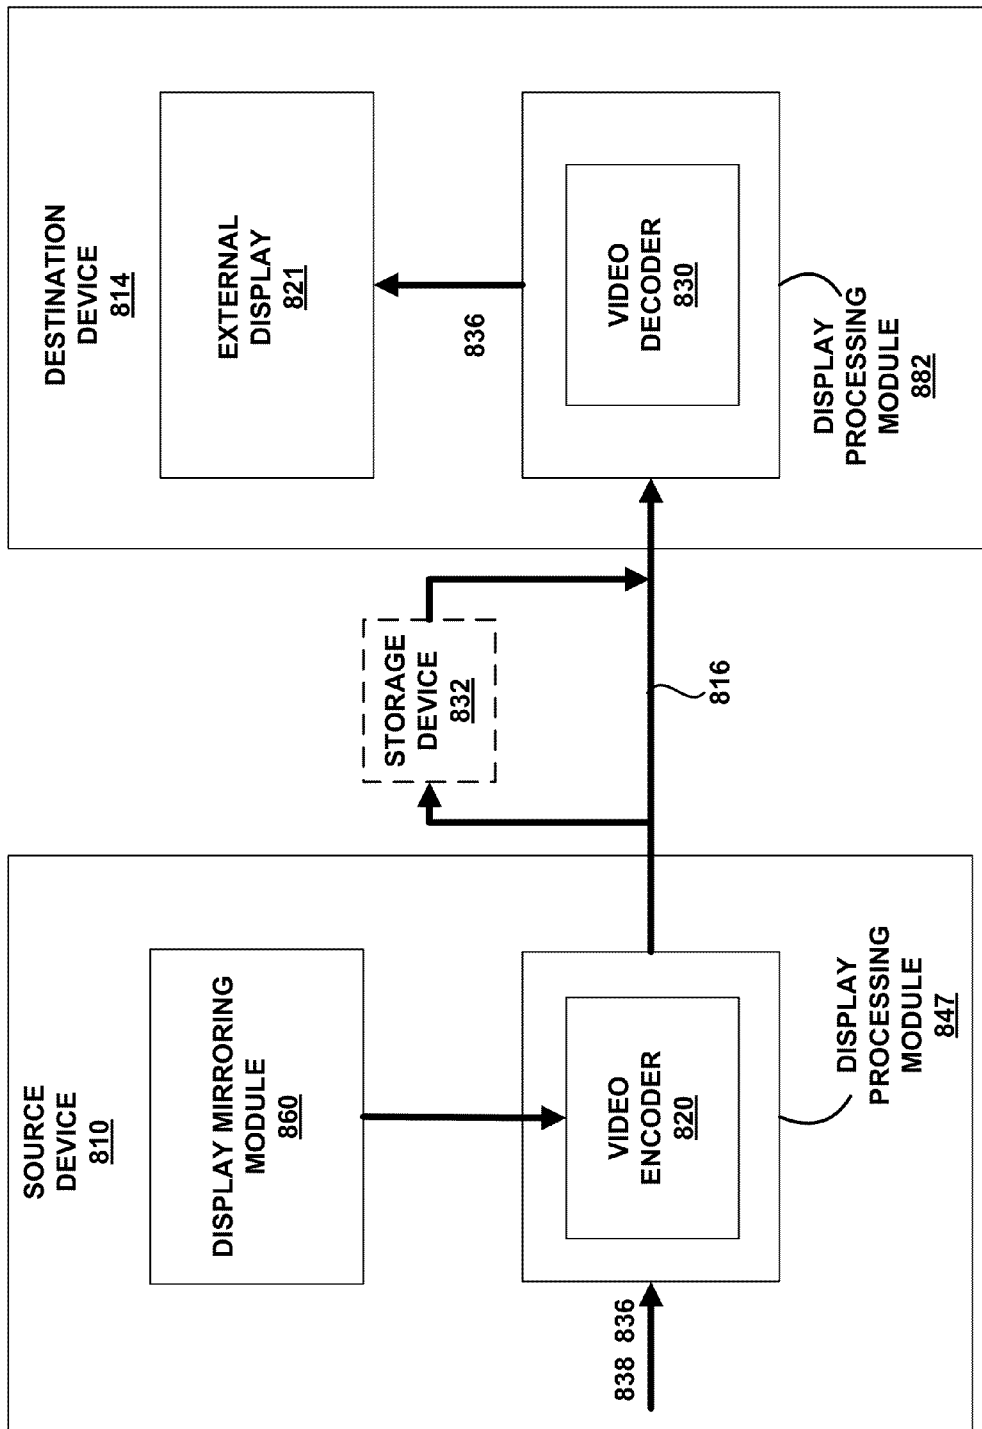 SOURCE
DEVICE
810
DISPLAY MIRRORING
MODULE
860
VIDEO
ENCODER
820
DISPLAY
PROCESSING
MODULE
847
838 836
STORAGE
DEVICE
832
816
DESTINATION
DEVICE
814
EXTERNAL
DISPLAY
821
836
VIDEO
DECODER
830
DISPLAY
PROCESSING
MODULE
882